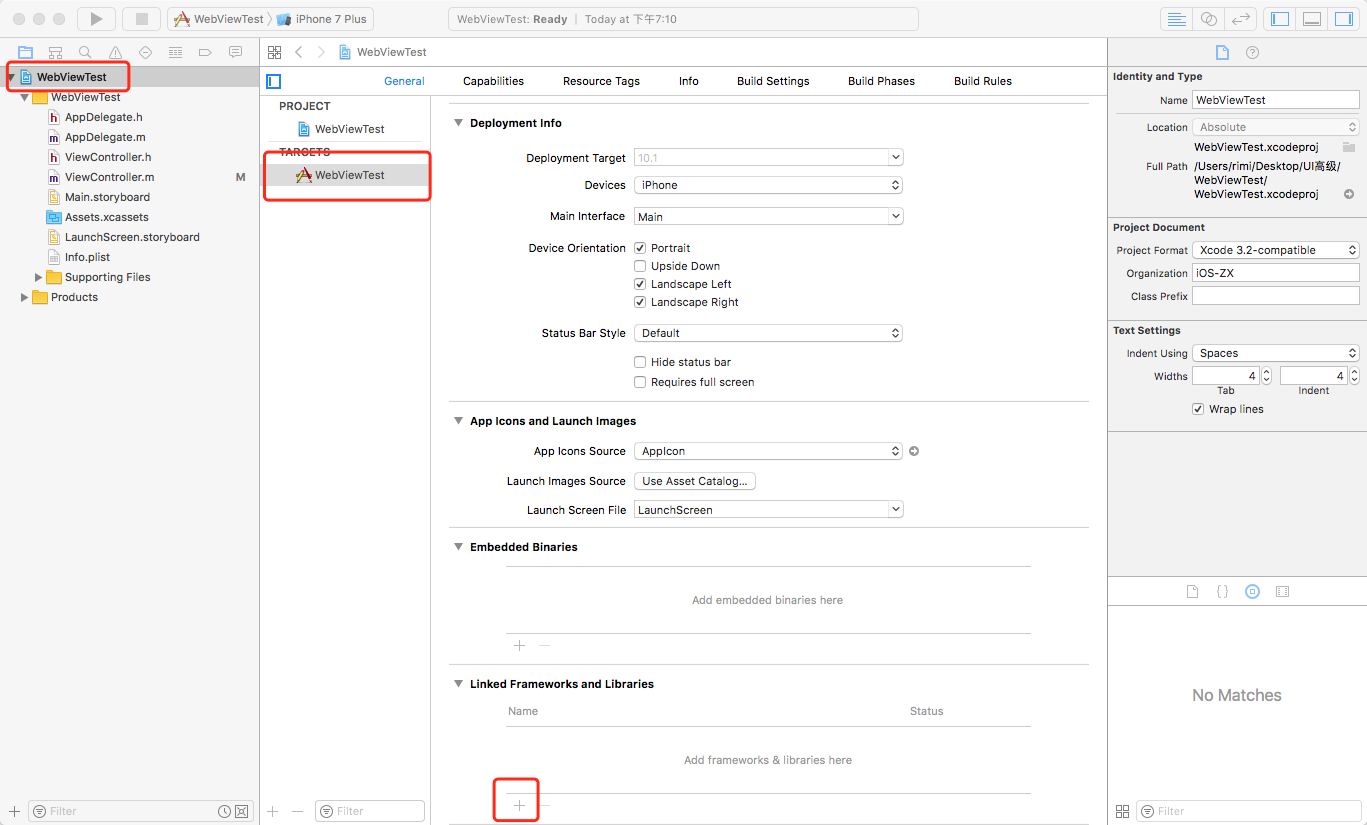 WebViewTest
iPhone 7 Plus
WebViewTest: Ready
Today at 下午7:10
WebViewTest
WebViewTest
AppDelegate.h
AppDelegate.m
ViewController.h
ViewController.m
M
Main.storyboard
Assets.xcassets
LaunchScreen.storyboard
Info.plist
Supporting Files
Products
Filter
WebViewTest
General
Capabilities
Resource Tags
Info
Build Settings
Build Phases
Build Rules
PROJECT
WebViewTest
TARGETS
WebViewTest
Filter
Deployment Info
Deployment Target
10.1
Devices
iPhone
Main Interface
Main
Device Orientation
Portrait
Upside Down
Landscape Left
Landscape Right
Status Bar Style
Default
Hide status bar
Requires full screen
App Icons and Launch Images
App Icons Source
AppIcon
Launch Images Source
Use Asset Catalog...
Launch Screen File
LaunchScreen
Embedded Binaries
Add embedded binaries here
Linked Frameworks and Libraries
Name
Status
Add frameworks & libraries here
Identity and Type
Name
WebViewTest
Location
Absolute
WebViewTest.xcodeproj
Full Path
/Users/rimi/Desktop/UI高级/
WebViewTest/
WebViewTest.xcodeproj
Project Document
Project Format
Xcode 3.2-compatible
Organization
iOS-ZX
Class Prefix
Text Settings
Indent Using
Spaces
Widths
4
4
Tab
Indent
Wrap lines
No Matches
Filter